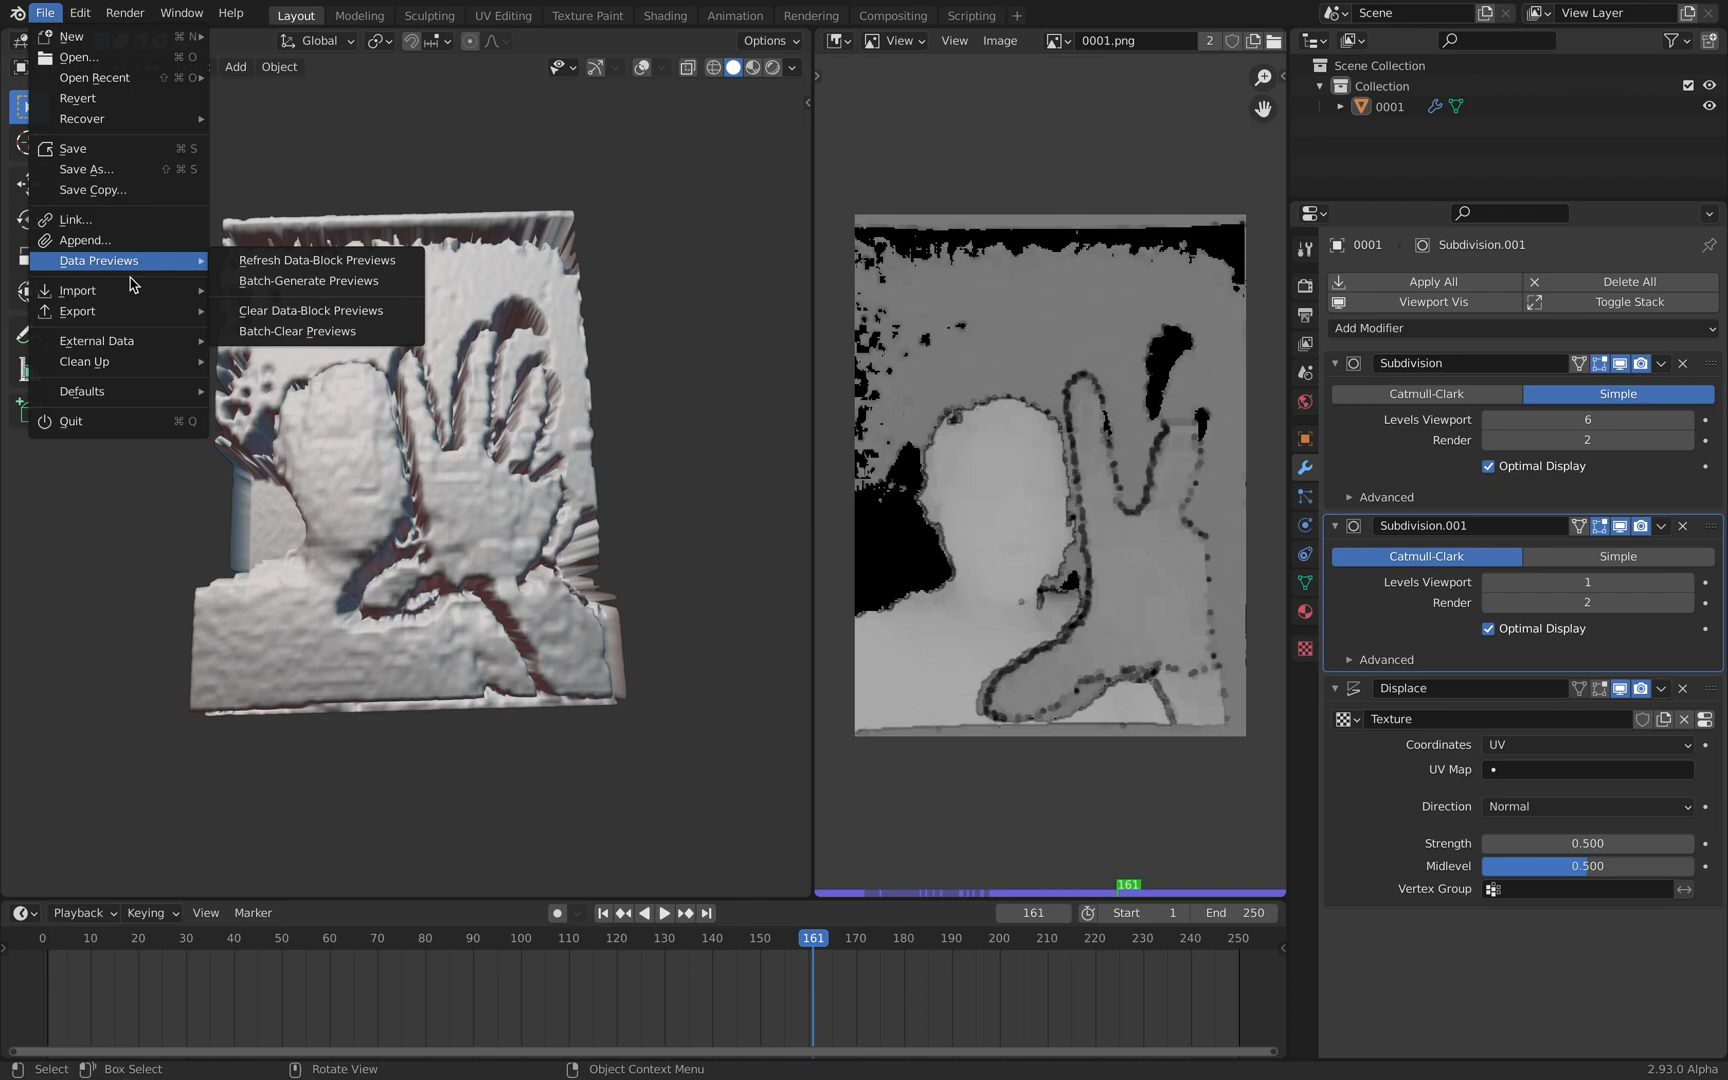 File Edit Render Window Help Layout Modeling Sculpting UV Editing Texture Paint Shading Animation Rendering Compositing Scripting + Scene View Layer
New ⌘ N
Open... ⌘ O
Open Recent ⇧ ⌘ O
Revert
Recover
Save ⌘ S
Save As... ⇧ ⌘ S
Save Copy...
Link...
Append...
Data Previews
Import
Export
External Data
Clean Up
Defaults
Quit ⌘ Q
Refresh Data-Block Previews
Batch-Generate Previews
Clear Data-Block Previews
Batch-Clear Previews
Global Options
Add Object
View View Image 0001.png 2
161
Scene Collection
Collection
0001
0001 Subdivision.001
Apply All Delete All
Viewport Vis Toggle Stack
Add Modifier
Subdivision
Catmull-Clark Simple
Levels Viewport 6
Render 2
Optimal Display
Advanced
Subdivision.001
Catmull-Clark Simple
Levels Viewport 1
Render 2
Optimal Display
Advanced
Displace
Texture
Coordinates UV
UV Map
Direction Normal
Strength 0.500
Midlevel 0.500
Vertex Group
Playback Keying View Marker 161 Start 1 End 250
0 10 20 30 40 50 60 70 80 90 100 110 120 130 140 150 161 170 180 190 200 210 220 230 240 250
Select Box Select Rotate View Object Context Menu 2.93.0 Alpha